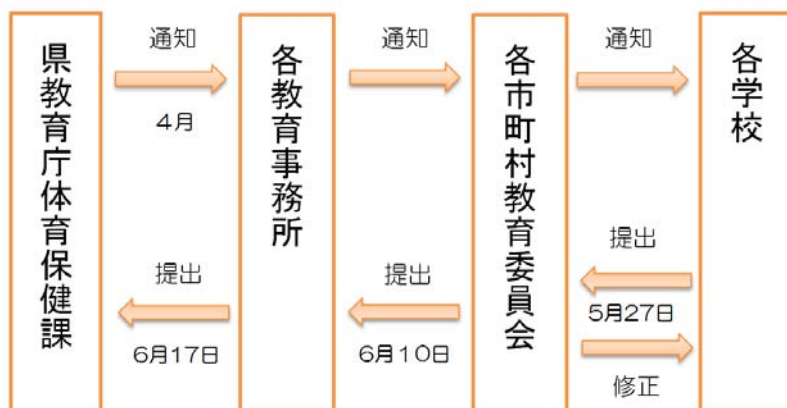 県教育庁体育保健課
通知
4月
各教育事務所
通知
各市町村教育委員会
通知
各学校
提出
6月17日
提出
6月10日
提出
5月27日
修正